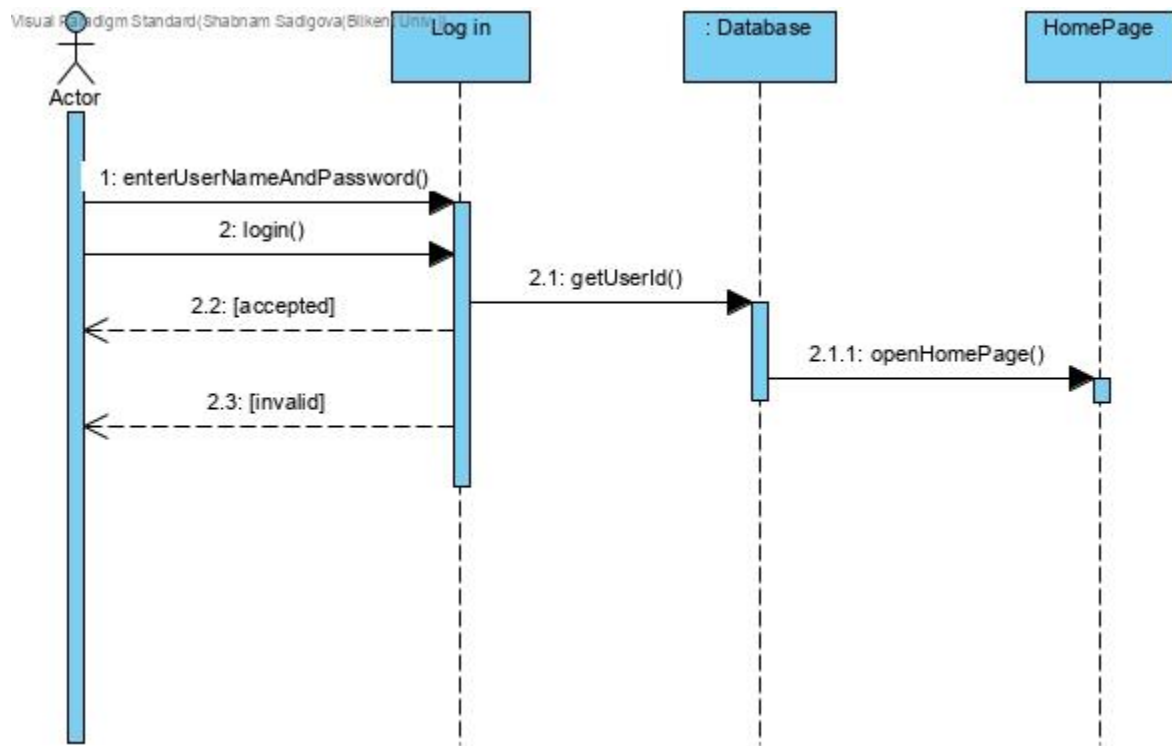 Visual Paradigm Standard(Shabnam Sadigova(Bilkent Univ.))
Log in
: Database
HomePage
Actor
1: enterUserNameAndPassword()
2: login()
2.1: getUserId()
2.2: [accepted]
2.1.1: openHomePage()
2.3: [invalid]